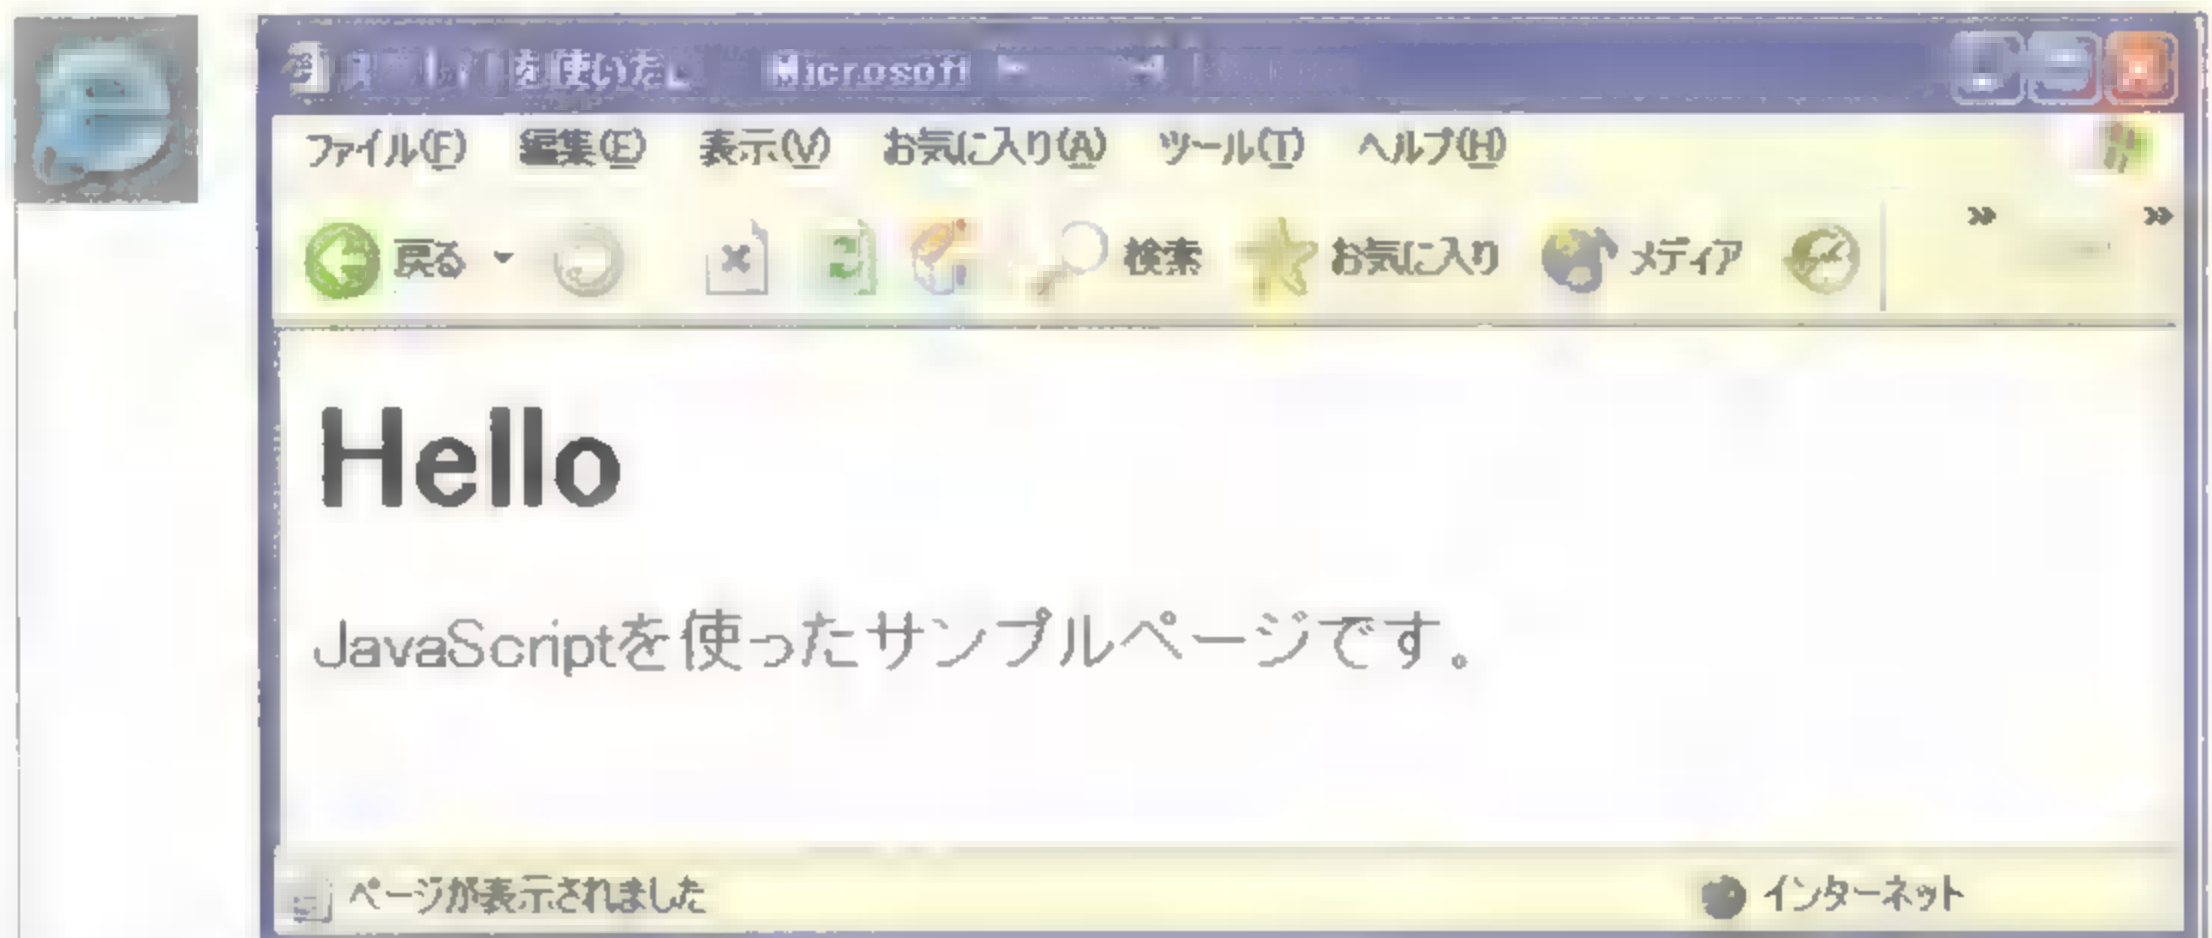 を使いた Microsoft
ファイル(F) 編集(E) 表示(V) お気に入り(A) ツール(T) ヘルプ(H)
戻る 検索 お気に入り メディア » »
Hello
JavaScriptを使ったサンプルページです。
ページが表示されました インターネット